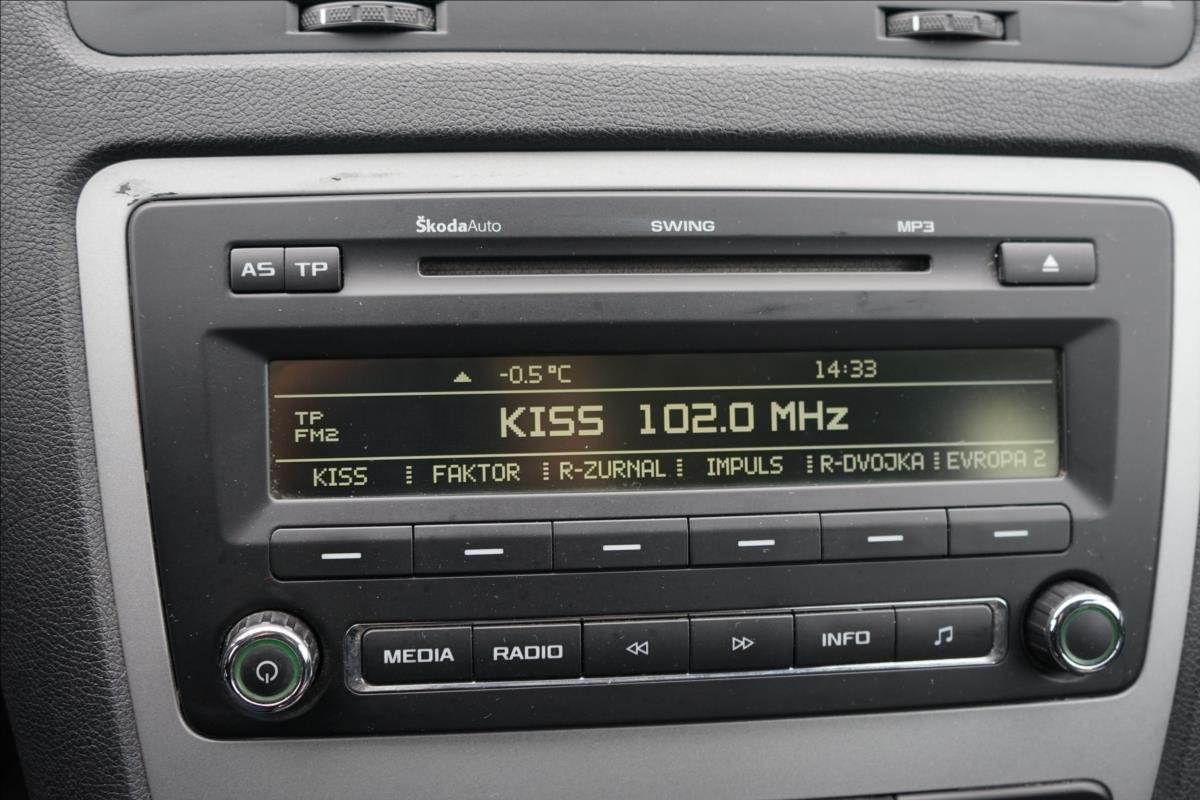 ŠkodaAuto SWING MP3
AS TP
-0.5 °C 14:33
TP
FM2
KISS 102.0 MHz
KISS FAKTOR R-ZURNAL IMPULS R-DVOJKA EVROPA 2
MEDIA RADIO INFO